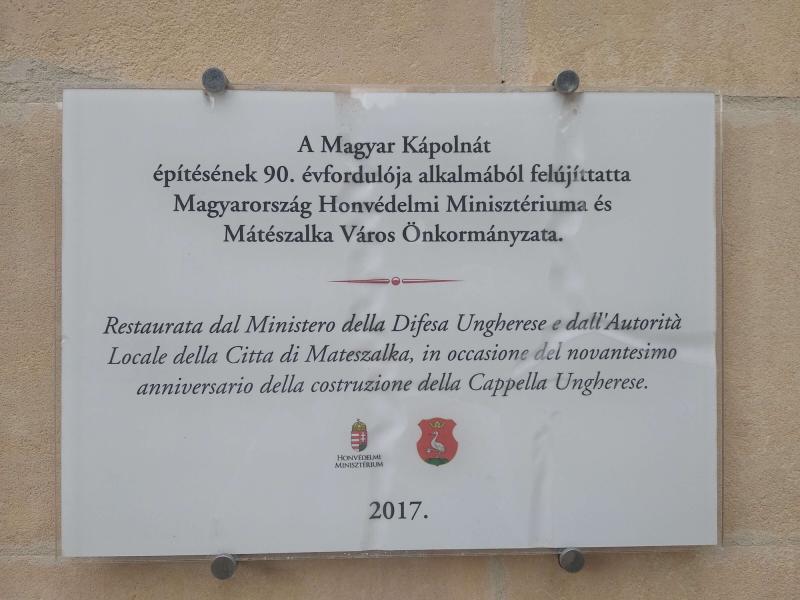 A Magyar Kápolnát
építésének 90. évfordulója alkalmából felújíttatta
Magyarország Honvédelmi Minisztériuma és
Mátészalka Város Önkormányzata.
Restaurata dal Ministero della Difesa Ungherese e dall'Autorità
Locale della Citta di Mateszalka, in occasione del novantesimo
anniversario della costruzione della Cappella Ungherese.
HONVÉDELMI
MINISZTÉRIUM
2017.